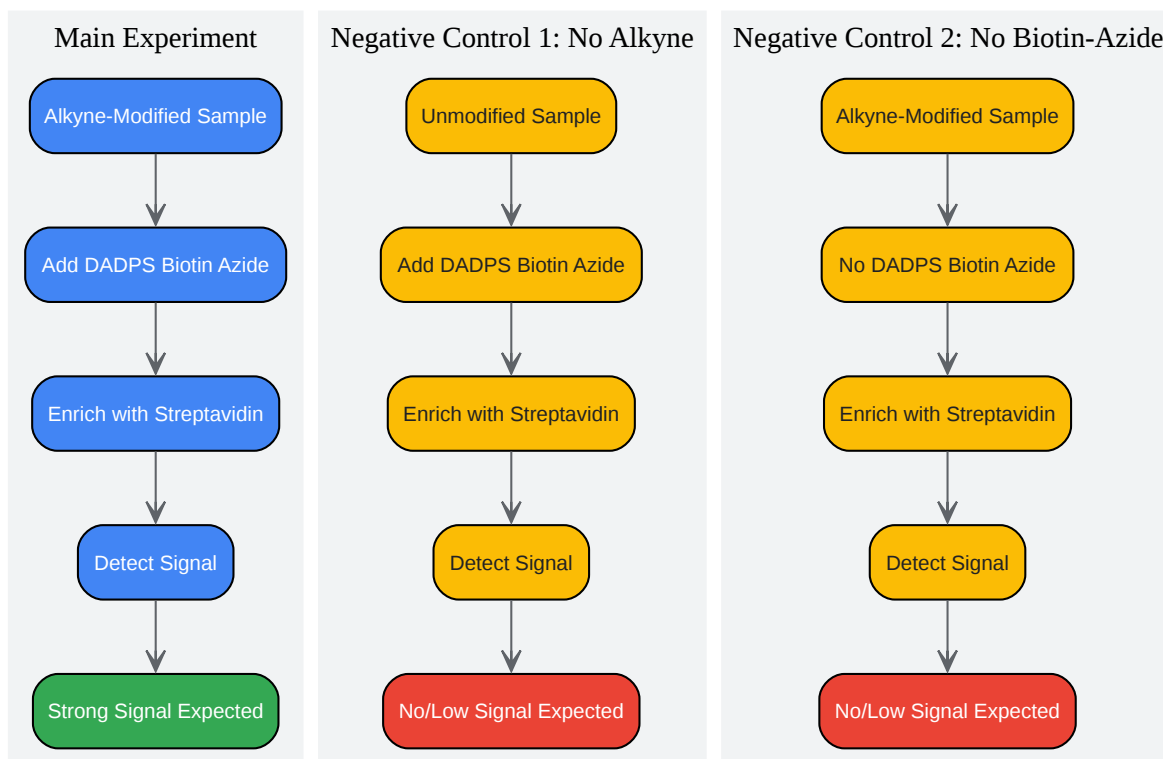 Main Experiment
Alkyne-Modified Sample
Add DADPS Biotin Azide
Enrich with Streptavidin
Detect Signal
Strong Signal Expected
Negative Control 1: No Alkyne
Unmodified Sample
Add DADPS Biotin Azide
Enrich with Streptavidin
Detect Signal
No/Low Signal Expected
Negative Control 2: No Biotin-Azide
Alkyne-Modified Sample
No DADPS Biotin Azide
Enrich with Streptavidin
Detect Signal
No/Low Signal Expected